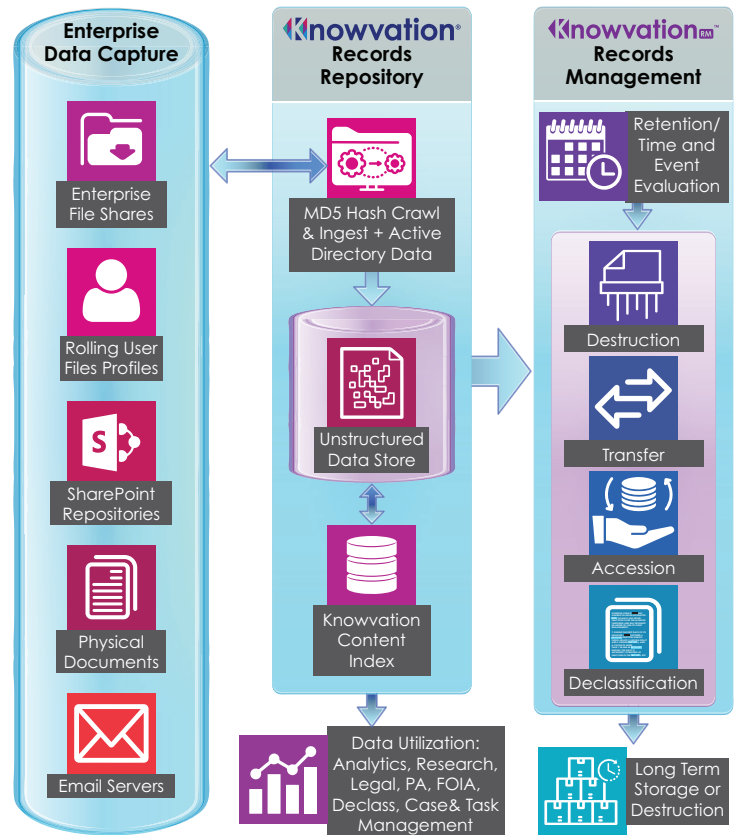 Enterprise
Data Capture
Enterprise
File Shares
Rolling User
Files Profiles
S
SharePoint
Repositories
Physical
Documents
Email Servers
Knowvation®
Records
Repository
MD5 Hash Crawl
& Ingest + Active
Directory Data
Unstructured
Data Store
Knowvation
Content
Index
Data Utilization:
Analytics, Research,
Legal, PA, FOIA,
Declass, Case& Task
Management
Knowvation RM™
Records
Management
Retention/
Time and
Event
Evaluation
Destruction
Transfer
Accession
Declassification
Long Term
Storage or
Destruction